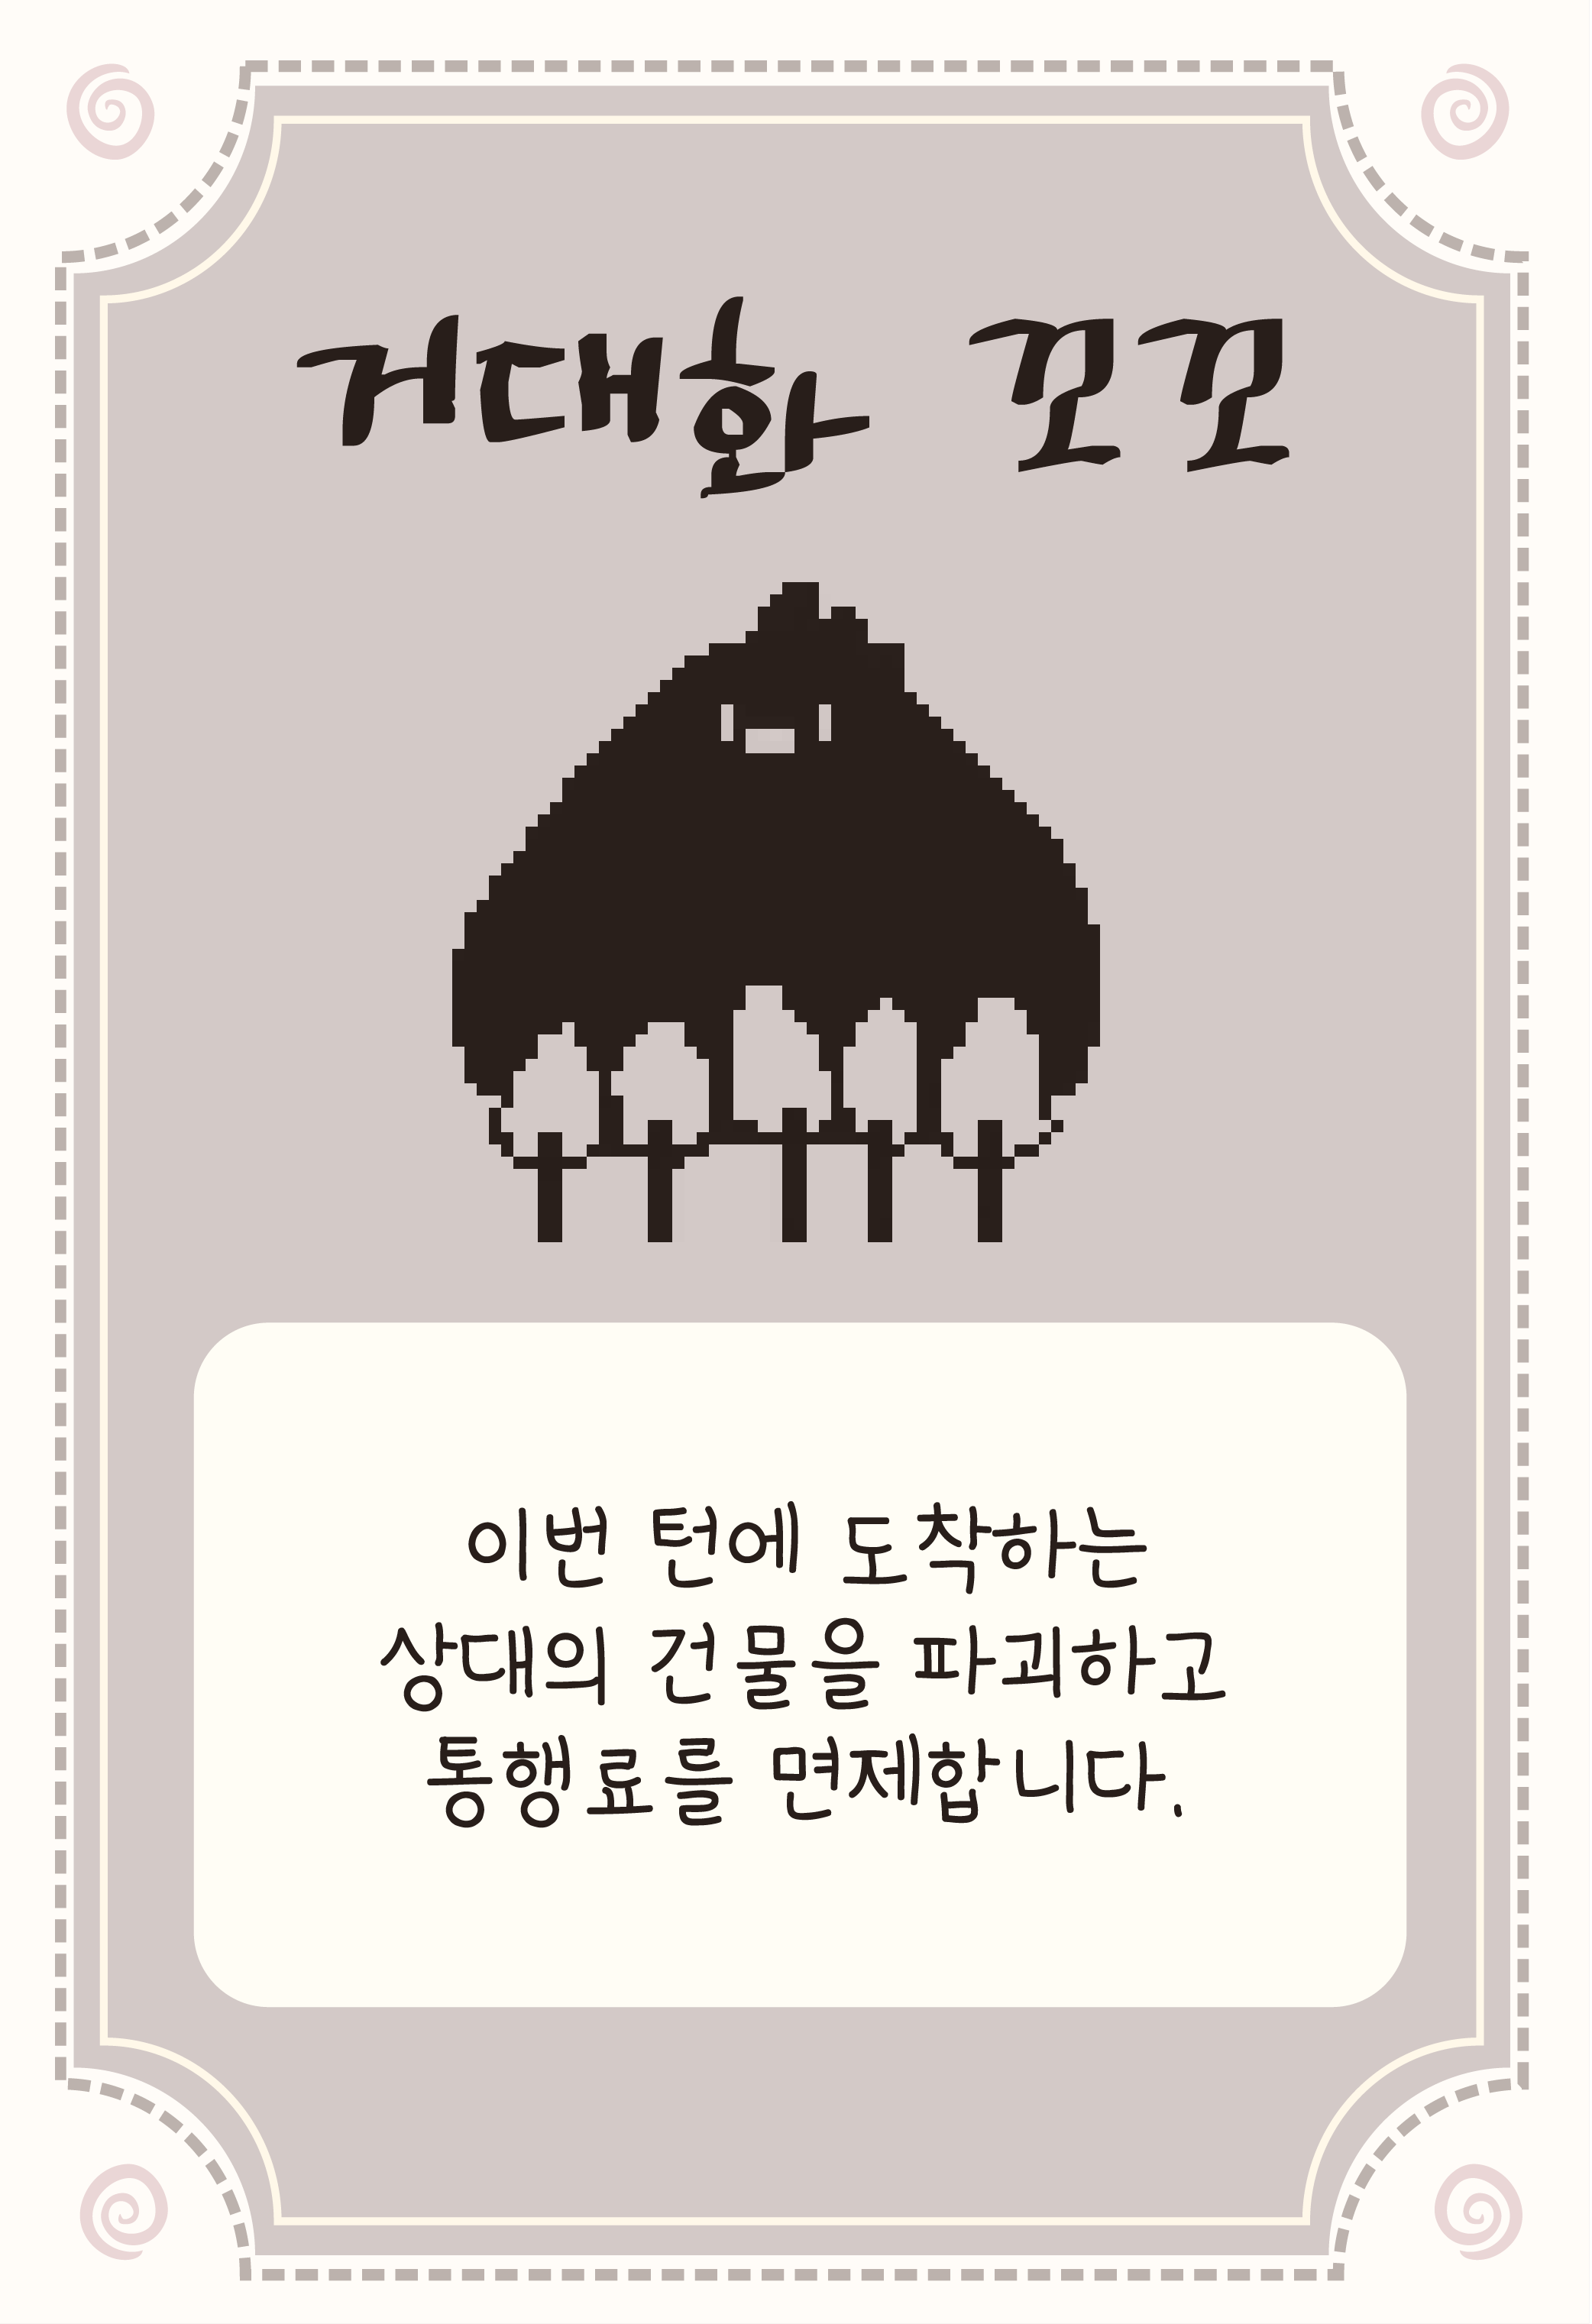 거대한 꼬꼬
이번 턴에 도착하는
상대의 건물을 파괴하고
통행료를 면제합니다.